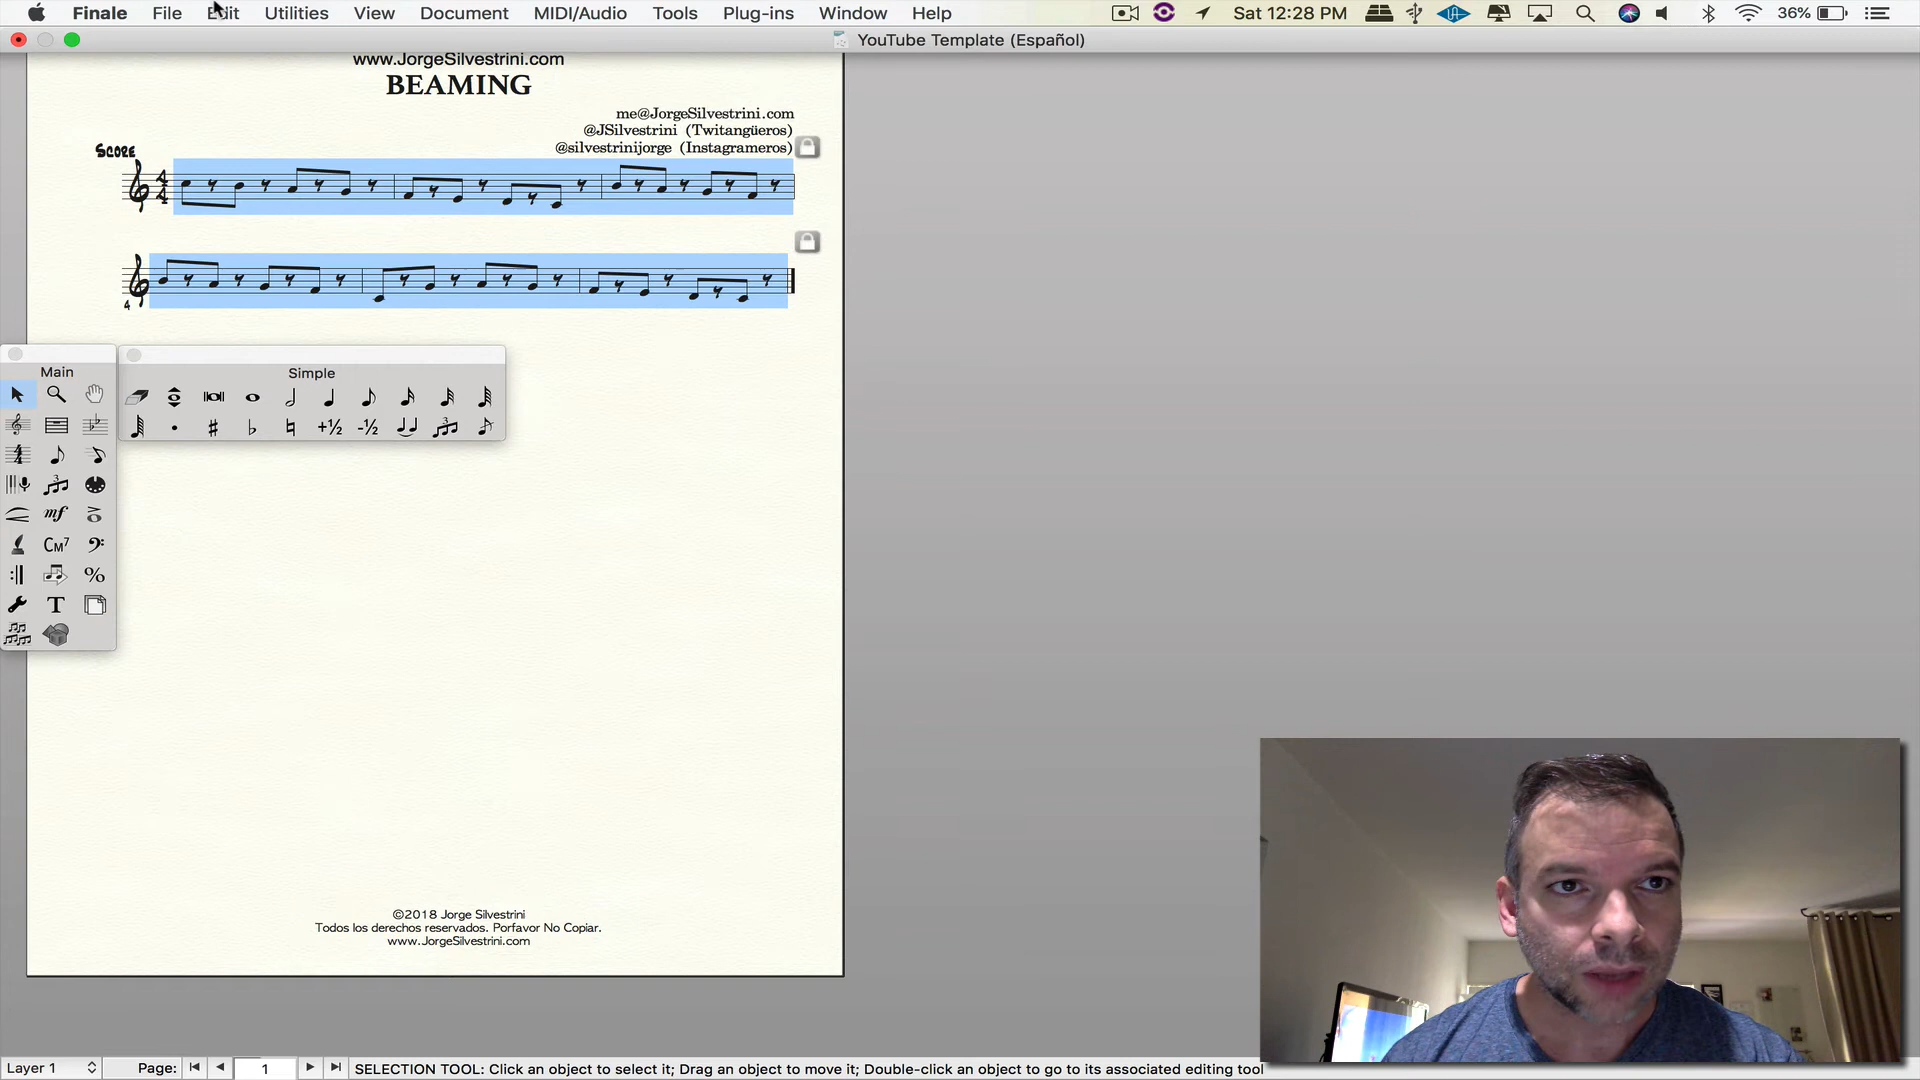 Finale File Edit Utilities View Document MIDI/Audio Tools Plug-ins Window Help Sat 12:28 PM 36%
YouTube Template (Español)
www.JorgeSilvestrini.com
BEAMING
me@JorgeSilvestrini.com
@JSilvestrini (Twitangüeros)
@silvestrinijorge (Instagrameros)
SCORE
4
4
4
Main
Simple
+½ -½
mf
CM7
%
T
©2018 Jorge Silvestrini
Todos los derechos reservados. Porfavor No Copiar.
www.JorgeSilvestrini.com
Layer 1 Page: 1 SELECTION TOOL: Click an object to select it; Drag an object to move it; Double-click an object to go to its associated editing tool